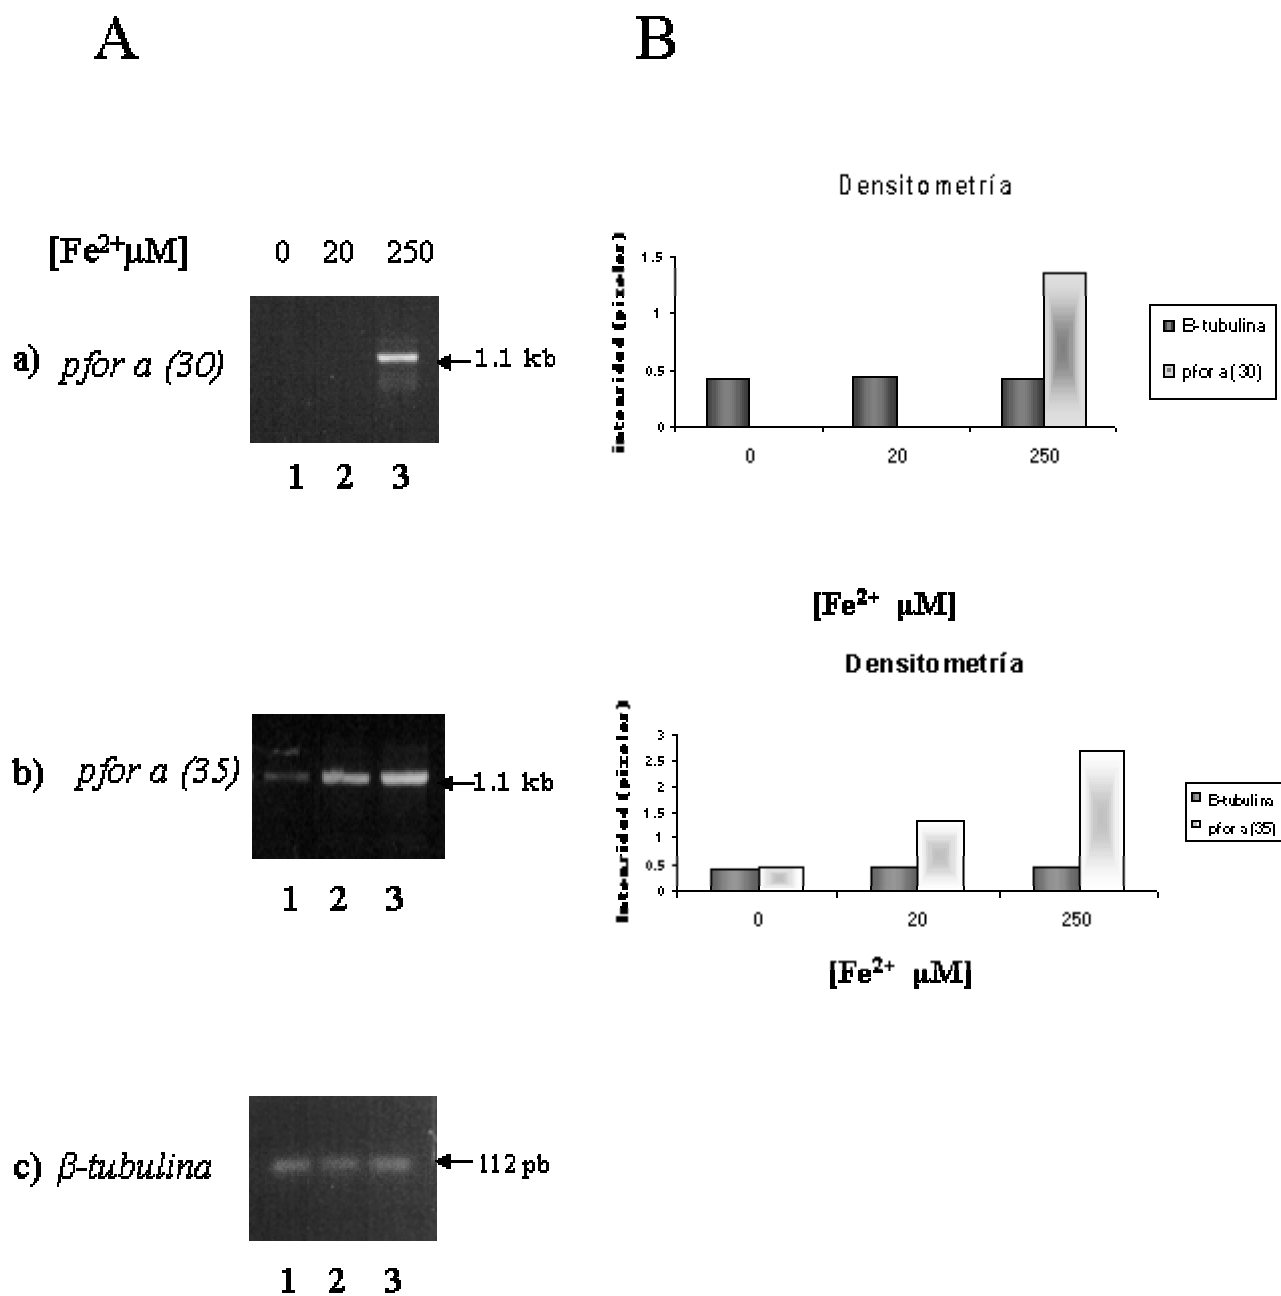 A
B
[Fe²⁺µM] 0 20 250
a) pfor a (30)
1.1 kb
1 2 3
Densitometría
intensidad (pixeles)
1.5
1
0.5
0
0 20 250
B-tubulina
pfor a(30)
[Fe²⁺ µM]
b) pfor a (35)
1.1 kb
1 2 3
Densitometría
Intensidad (pixeles)
3
2.5
2
1.5
1
0.5
0
0 20 250
B-tubulina
pfor a(35)
[Fe²⁺ µM]
c) β-tubulina
112 pb
1 2 3